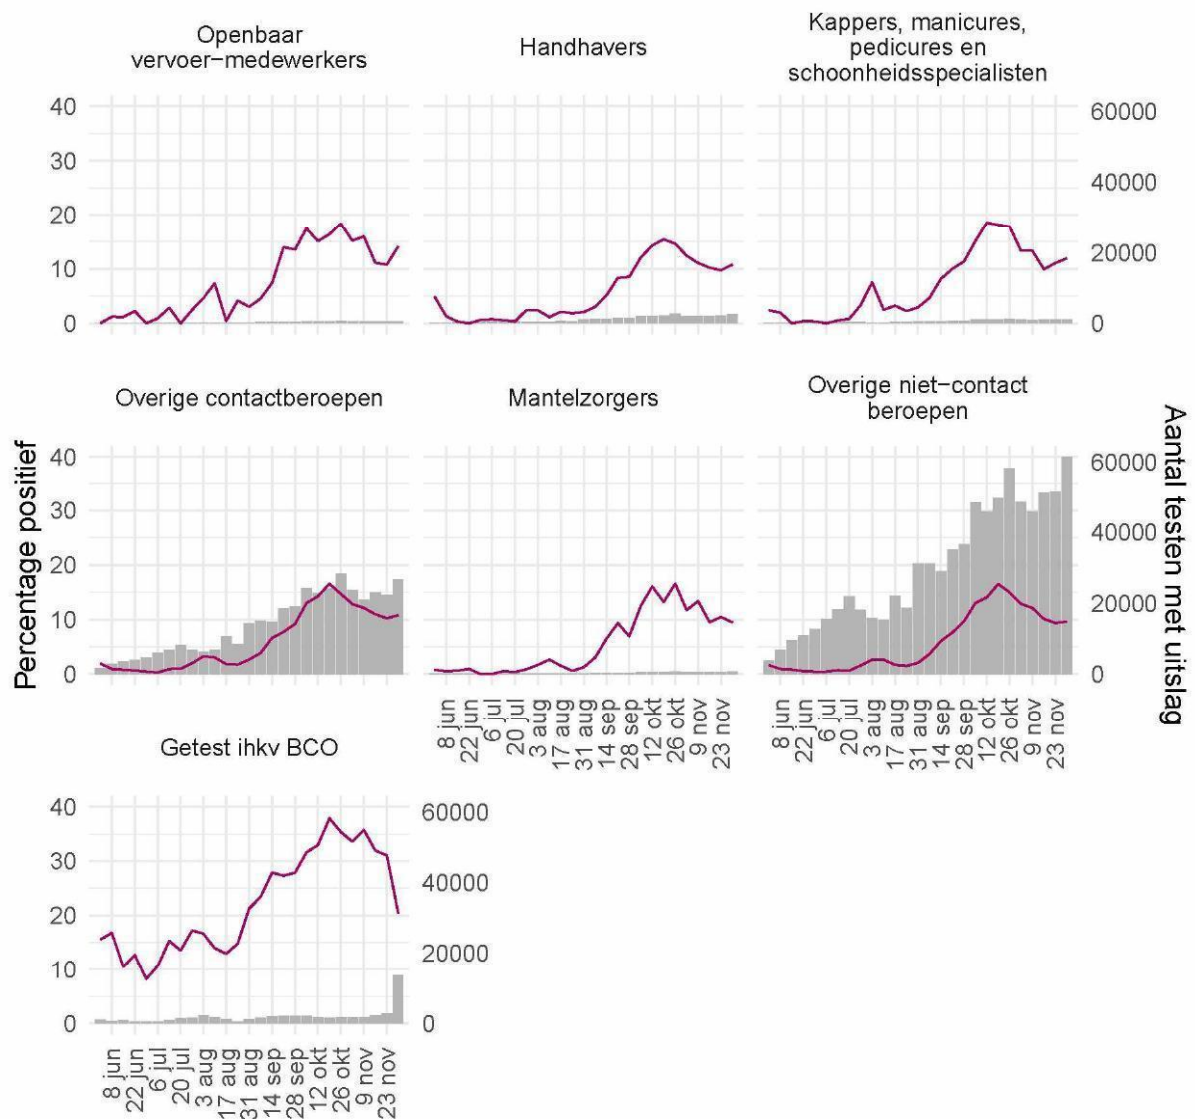 Openbaar
vervoer−medewerkers
Handhavers
Kappers, manicures,
pedicures en
schoonheidsspecialisten
40
30
20
10
0
60000
40000
20000
0
Overige contactberoepen
Mantelzorgers
Overige niet−contact
beroepen
Percentage positief
40
30
20
10
0
60000
40000
20000
0
Aantal testen met uitslag
8 jun
22 jun
6 jul
20 jul
3 aug
17 aug
31 aug
14 sep
28 sep
12 okt
26 okt
9 nov
23 nov
8 jun
22 jun
6 jul
20 jul
3 aug
17 aug
31 aug
14 sep
28 sep
12 okt
26 okt
9 nov
23 nov
Getest ihkv BCO
40
30
20
10
0
60000
40000
20000
0
8 jun
22 jun
6 jul
20 jul
3 aug
17 aug
31 aug
14 sep
28 sep
12 okt
26 okt
9 nov
23 nov